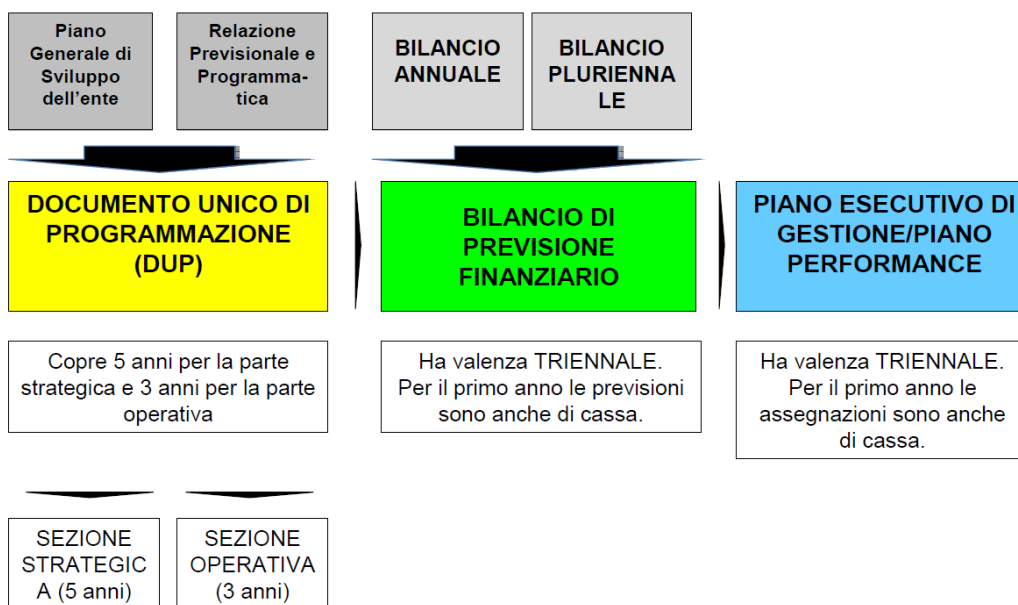 Piano
Generale di
Sviluppo
dell'ente
Relazione
Previsionale e
Programma-
tica
BILANCIO
ANNUALE
BILANCIO
PLURIENNA
LE
DOCUMENTO UNICO DI
PROGRAMMAZIONE
(DUP)
BILANCIO DI
PREVISIONE
FINANZIARIO
PIANO ESECUTIVO DI
GESTIONE/PIANO
PERFORMANCE
Copre 5 anni per la parte
strategica e 3 anni per la parte
operativa
Ha valenza TRIENNALE.
Per il primo anno le previsioni
sono anche di cassa.
Ha valenza TRIENNALE.
Per il primo anno le
assegnazioni sono anche
di cassa.
SEZIONE
STRATEGIC
A (5 anni)
SEZIONE
OPERATIVA
(3 anni)